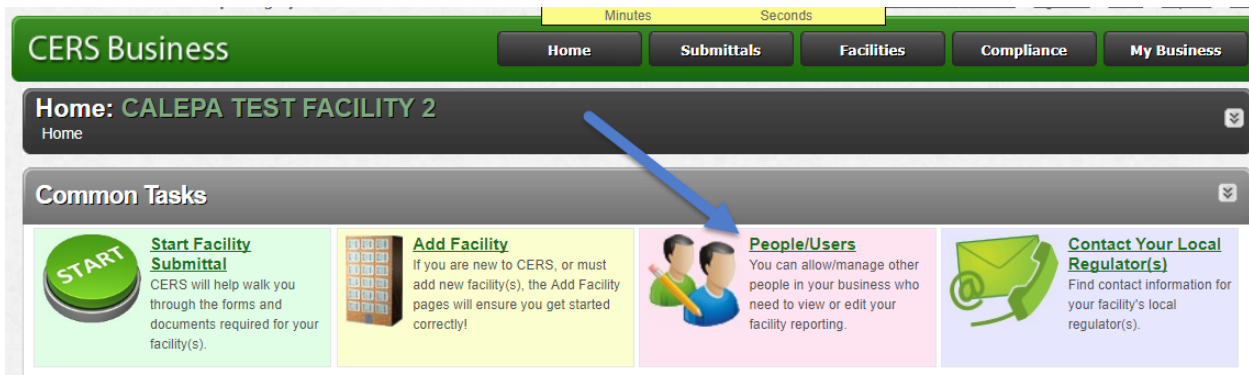 Minutes Seconds
CERS Business
Home Submittals Facilities Compliance My Business
Home: CALEPA TEST FACILITY 2
Home
Common Tasks
START
Start Facility
Submittal
CERS will help walk you
through the forms and
documents required for your
facility(s).
Add Facility
If you are new to CERS, or must
add new facility(s), the Add Facility
pages will ensure you get started
correctly!
People/Users
You can allow/manage other
people in your business who
need to view or edit your
facility reporting.
@
Contact Your Local
Regulator(s)
Find contact information for
your facility's local
regulator(s).